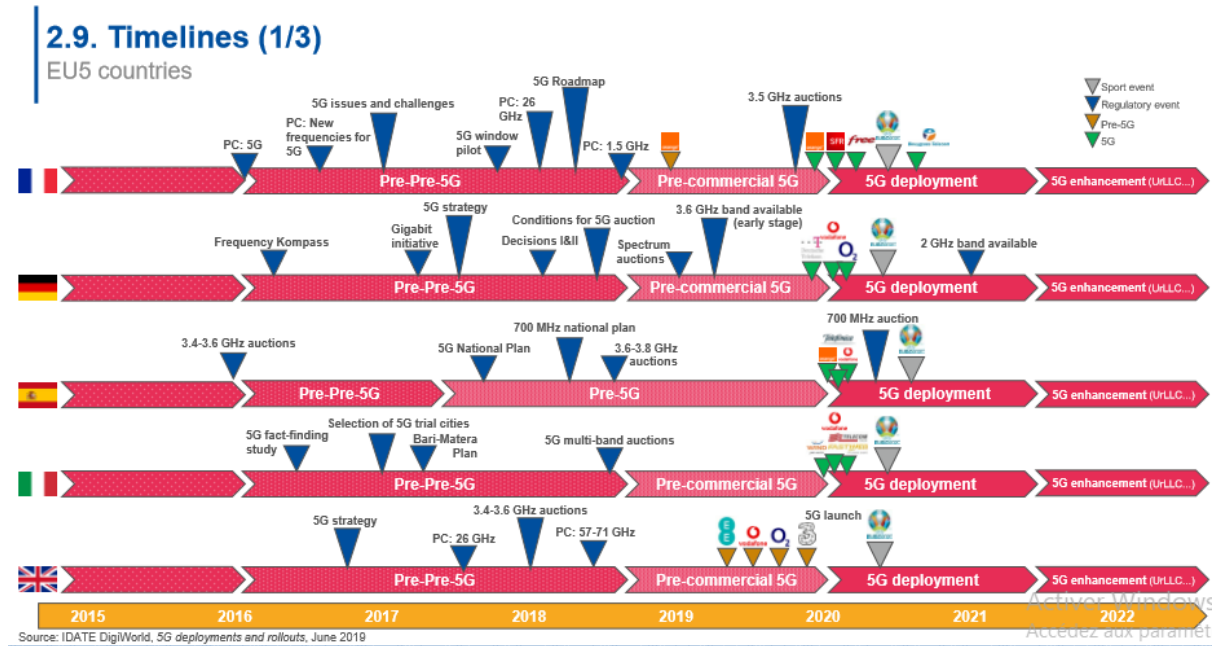 2.9. Timelines (1/3)
EU5 countries
Sport event
Regulatory event
Pre-5G
5G
PC: 5G
PC: New
frequencies for
5G
5G issues and challenges
5G window
pilot
PC: 26
GHz
5G Roadmap
PC: 1.5 GHz
orange
3.5 GHz auctions
SFR
free
Pre-Pre-5G
Pre-commercial 5G
5G deployment
5G enhancement (UrLLC...)
Frequency Kompass
Gigabit
initiative
5G strategy
Decisions I&II
Conditions for 5G auction
Spectrum
auctions
3.6 GHz band available
(early stage)
vodafone
O2
2 GHz band available
Pre-Pre-5G
Pre-commercial 5G
5G deployment
5G enhancement (UrLLC...)
3.4-3.6 GHz auctions
5G National Plan
700 MHz national plan
3.6-3.8 GHz
auctions
Telefónica
700 MHz auction
Pre-Pre-5G
Pre-5G
5G deployment
5G enhancement (UrLLC...)
5G fact-finding
study
Selection of 5G trial cities
Bari-Matera
Plan
5G multi-band auctions
vodafone
Pre-Pre-5G
Pre-commercial 5G
5G deployment
5G enhancement (UrLLC...)
5G strategy
PC: 26 GHz
3.4-3.6 GHz auctions
PC: 57-71 GHz
EE
vodafone
O2
3
5G launch
Pre-Pre-5G
Pre-commercial 5G
5G deployment
5G enhancement (UrLLC...)
2015 2016 2017 2018 2019 2020 2021 2022
Source: IDATE DigiWorld, 5G deployments and rollouts, June 2019
Activer Windows
Accédez aux paramèt